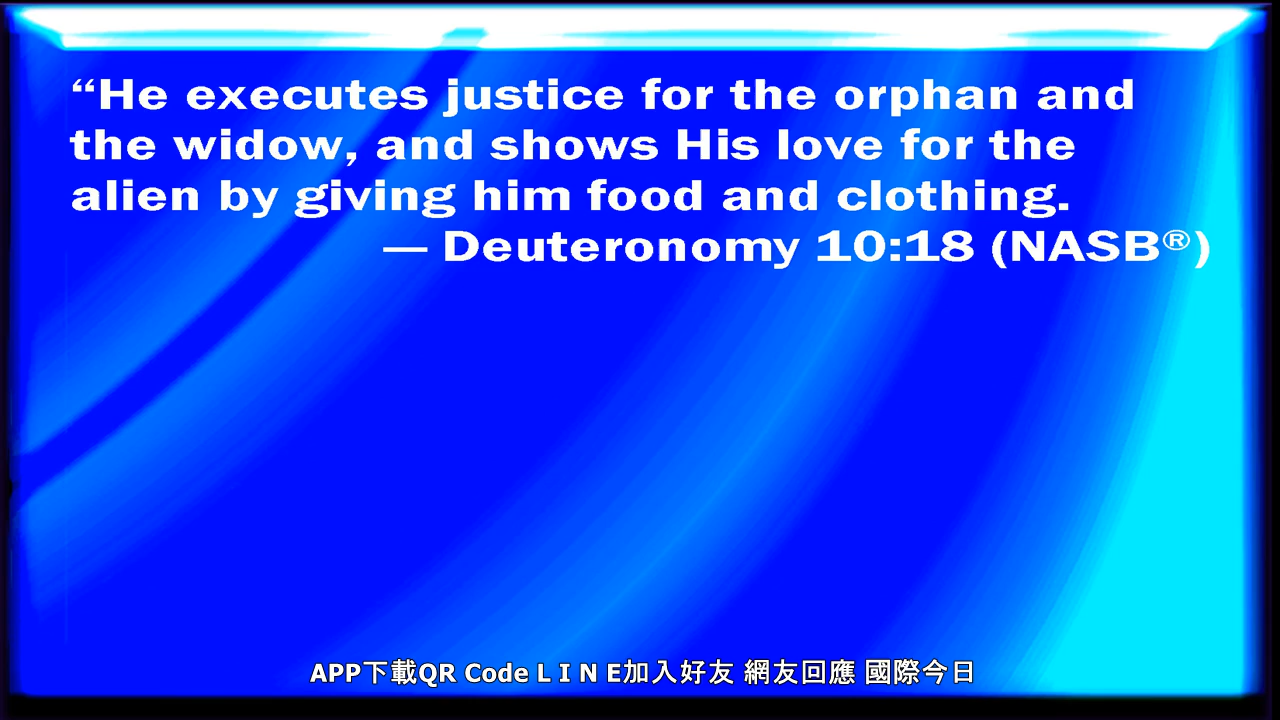 “He executes justice for the orphan and
the widow, and shows His love for the
alien by giving him food and clothing.
— Deuteronomy 10:18 (NASB®)
APP下載QR Code L I N E加入好友 網友回應 國際今日